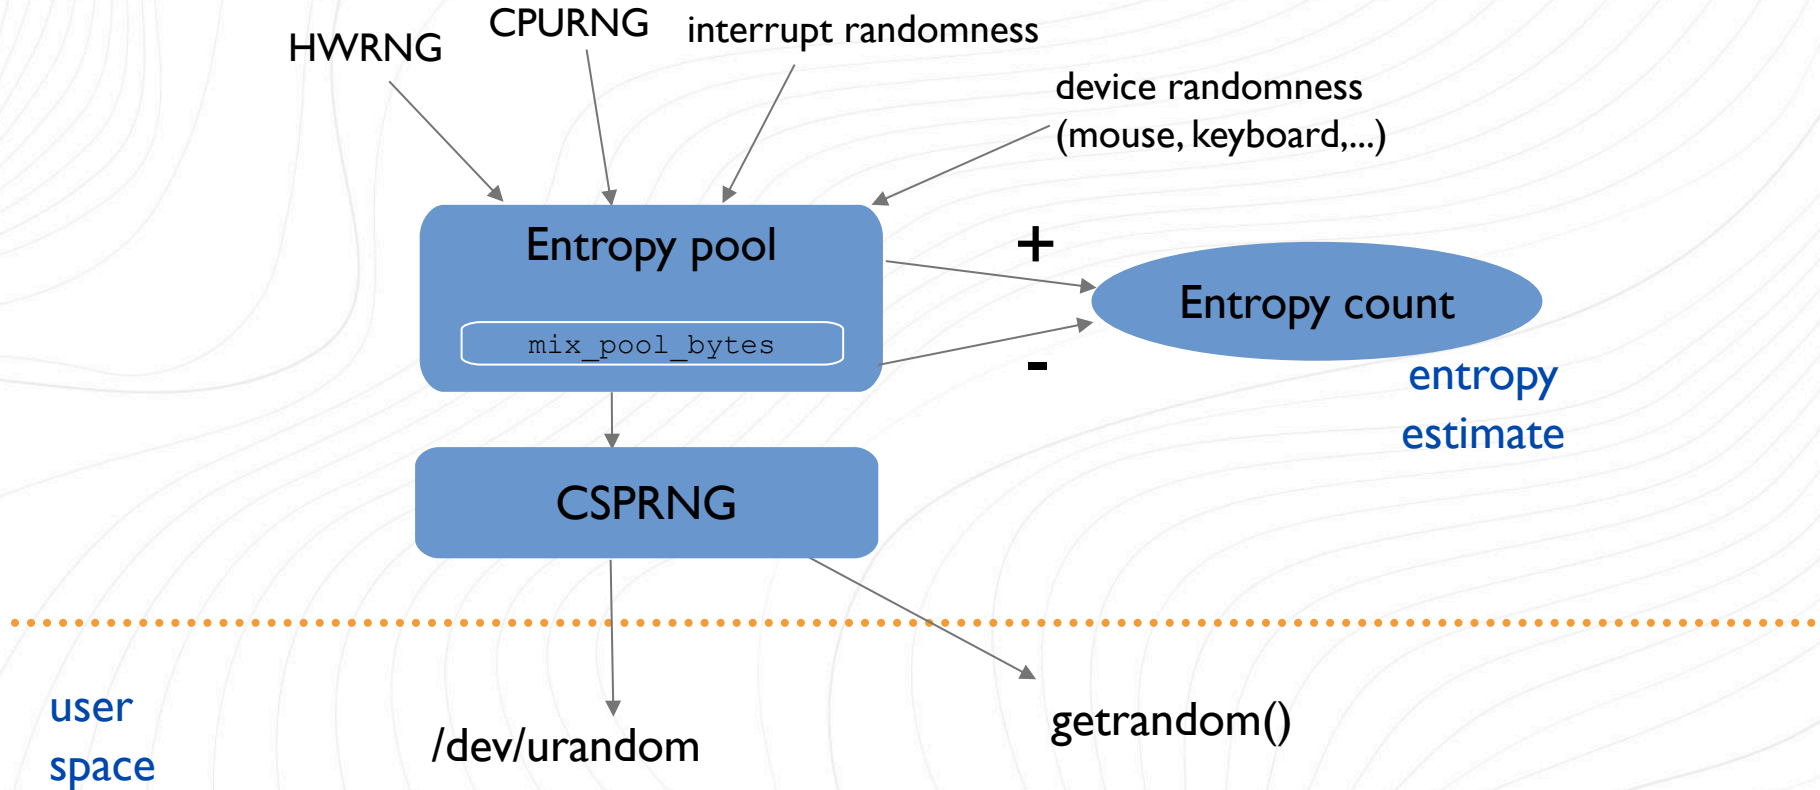 HWRNG
CPURNG
interrupt randomness
device randomness
(mouse, keyboard,...)
Entropy pool
mix_pool_bytes
+
-
Entropy count
entropy
estimate
CSPRNG
user
space
/dev/urandom
getrandom()